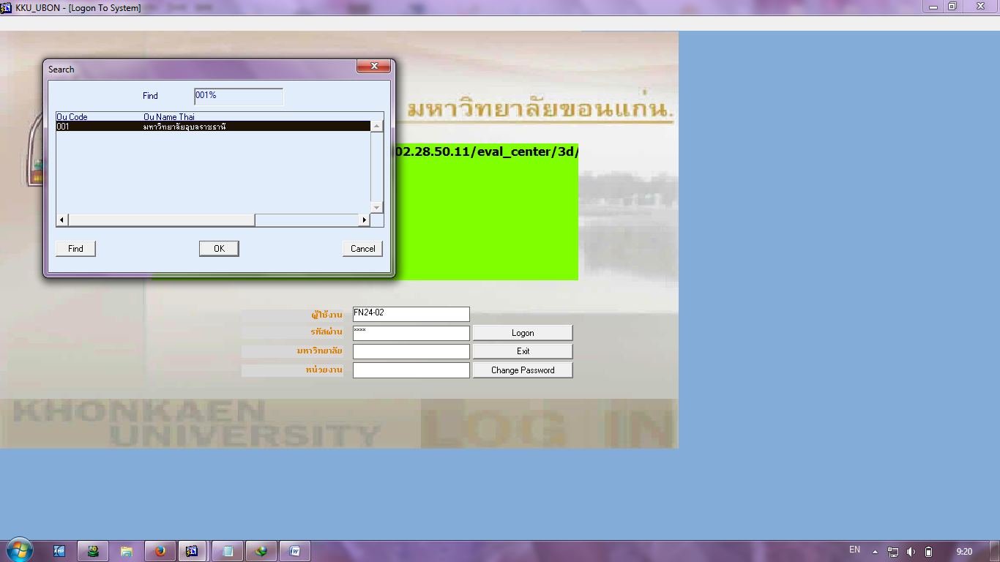 KKU_UBON - [Logon To System]
Search
Find
001%
Ou Code Ou Name Thai
001 มหาวิทยาลัยอุบลราชธานี
Find OK Cancel
มหาวิทยาลัยขอนแก่น.
02.28.50.11/eval_center/3d/
ผู้ใช้งาน FN24-02
รหัสผ่าน **** Logon
มหาวิทยาลัย Exit
หน่วยงาน Change Password
KHONKAEN
UNIVERSITY
LOG IN
EN 9:20